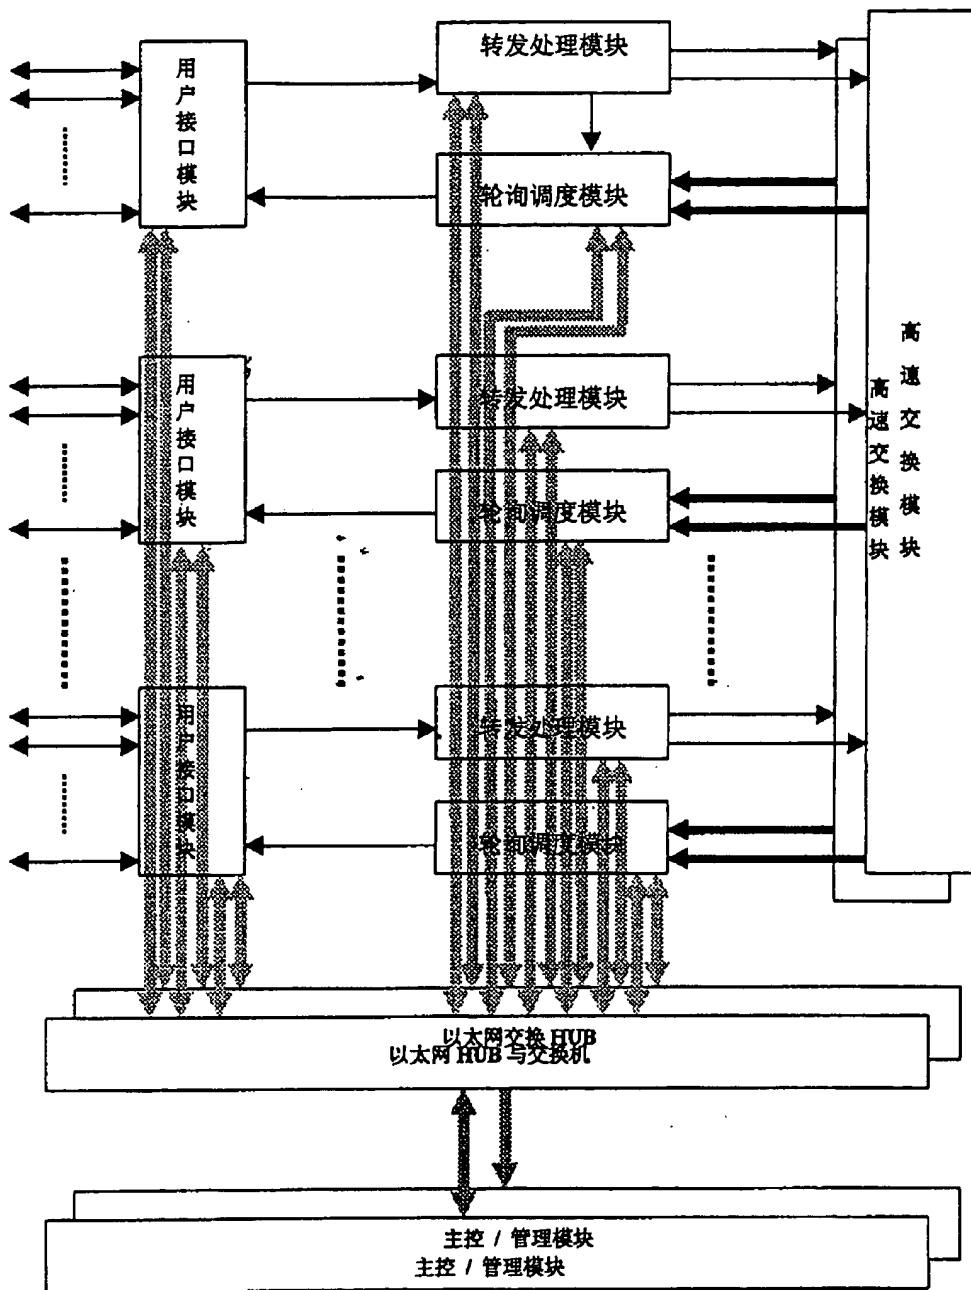 转发处理模块
用户接口模块
轮询调度模块
高速交换模块
高速交换模块
用户接口模块
转发处理模块
轮询调度模块
用户接口模块
转发处理模块
轮询调度模块
以太网交换 HUB
以太网 HUB 与交换机
主控 / 管理模块
主控 / 管理模块